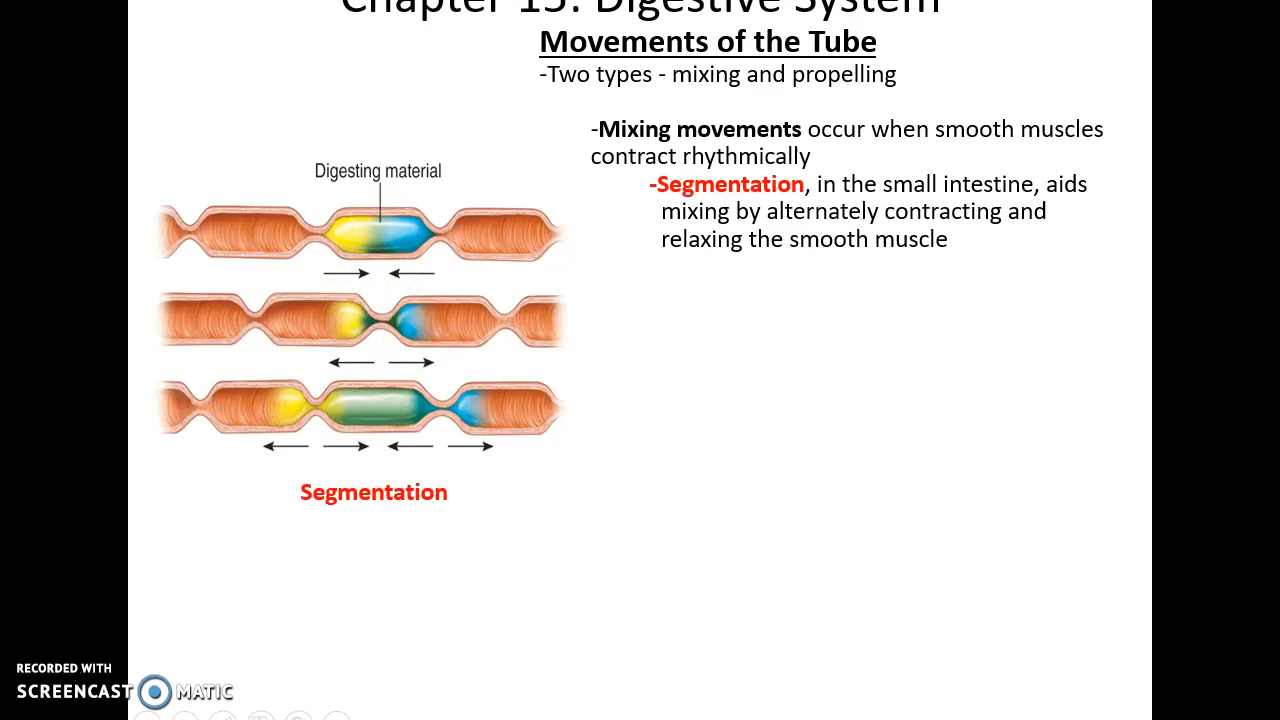 Chapter 15: Digestive System
Movements of the Tube
-Two types - mixing and propelling
-Mixing movements occur when smooth muscles
contract rhythmically
-Segmentation, in the small intestine, aids
mixing by alternately contracting and
relaxing the smooth muscle
Digesting material
Segmentation
RECORDED WITH
SCREENCAST MATIC